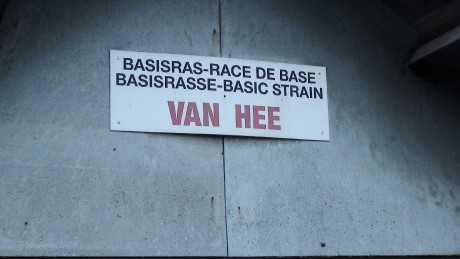 BASISRAS-RACE DE BASE
BASISRASSE-BASIC STRAIN
VAN HEE